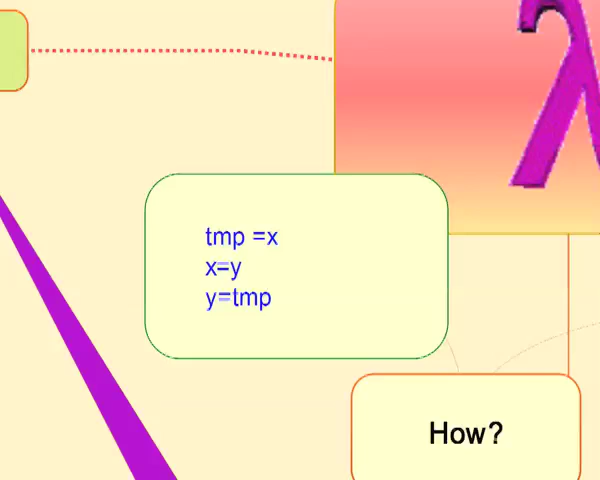 λ
tmp =x
x=y
y=tmp
How?